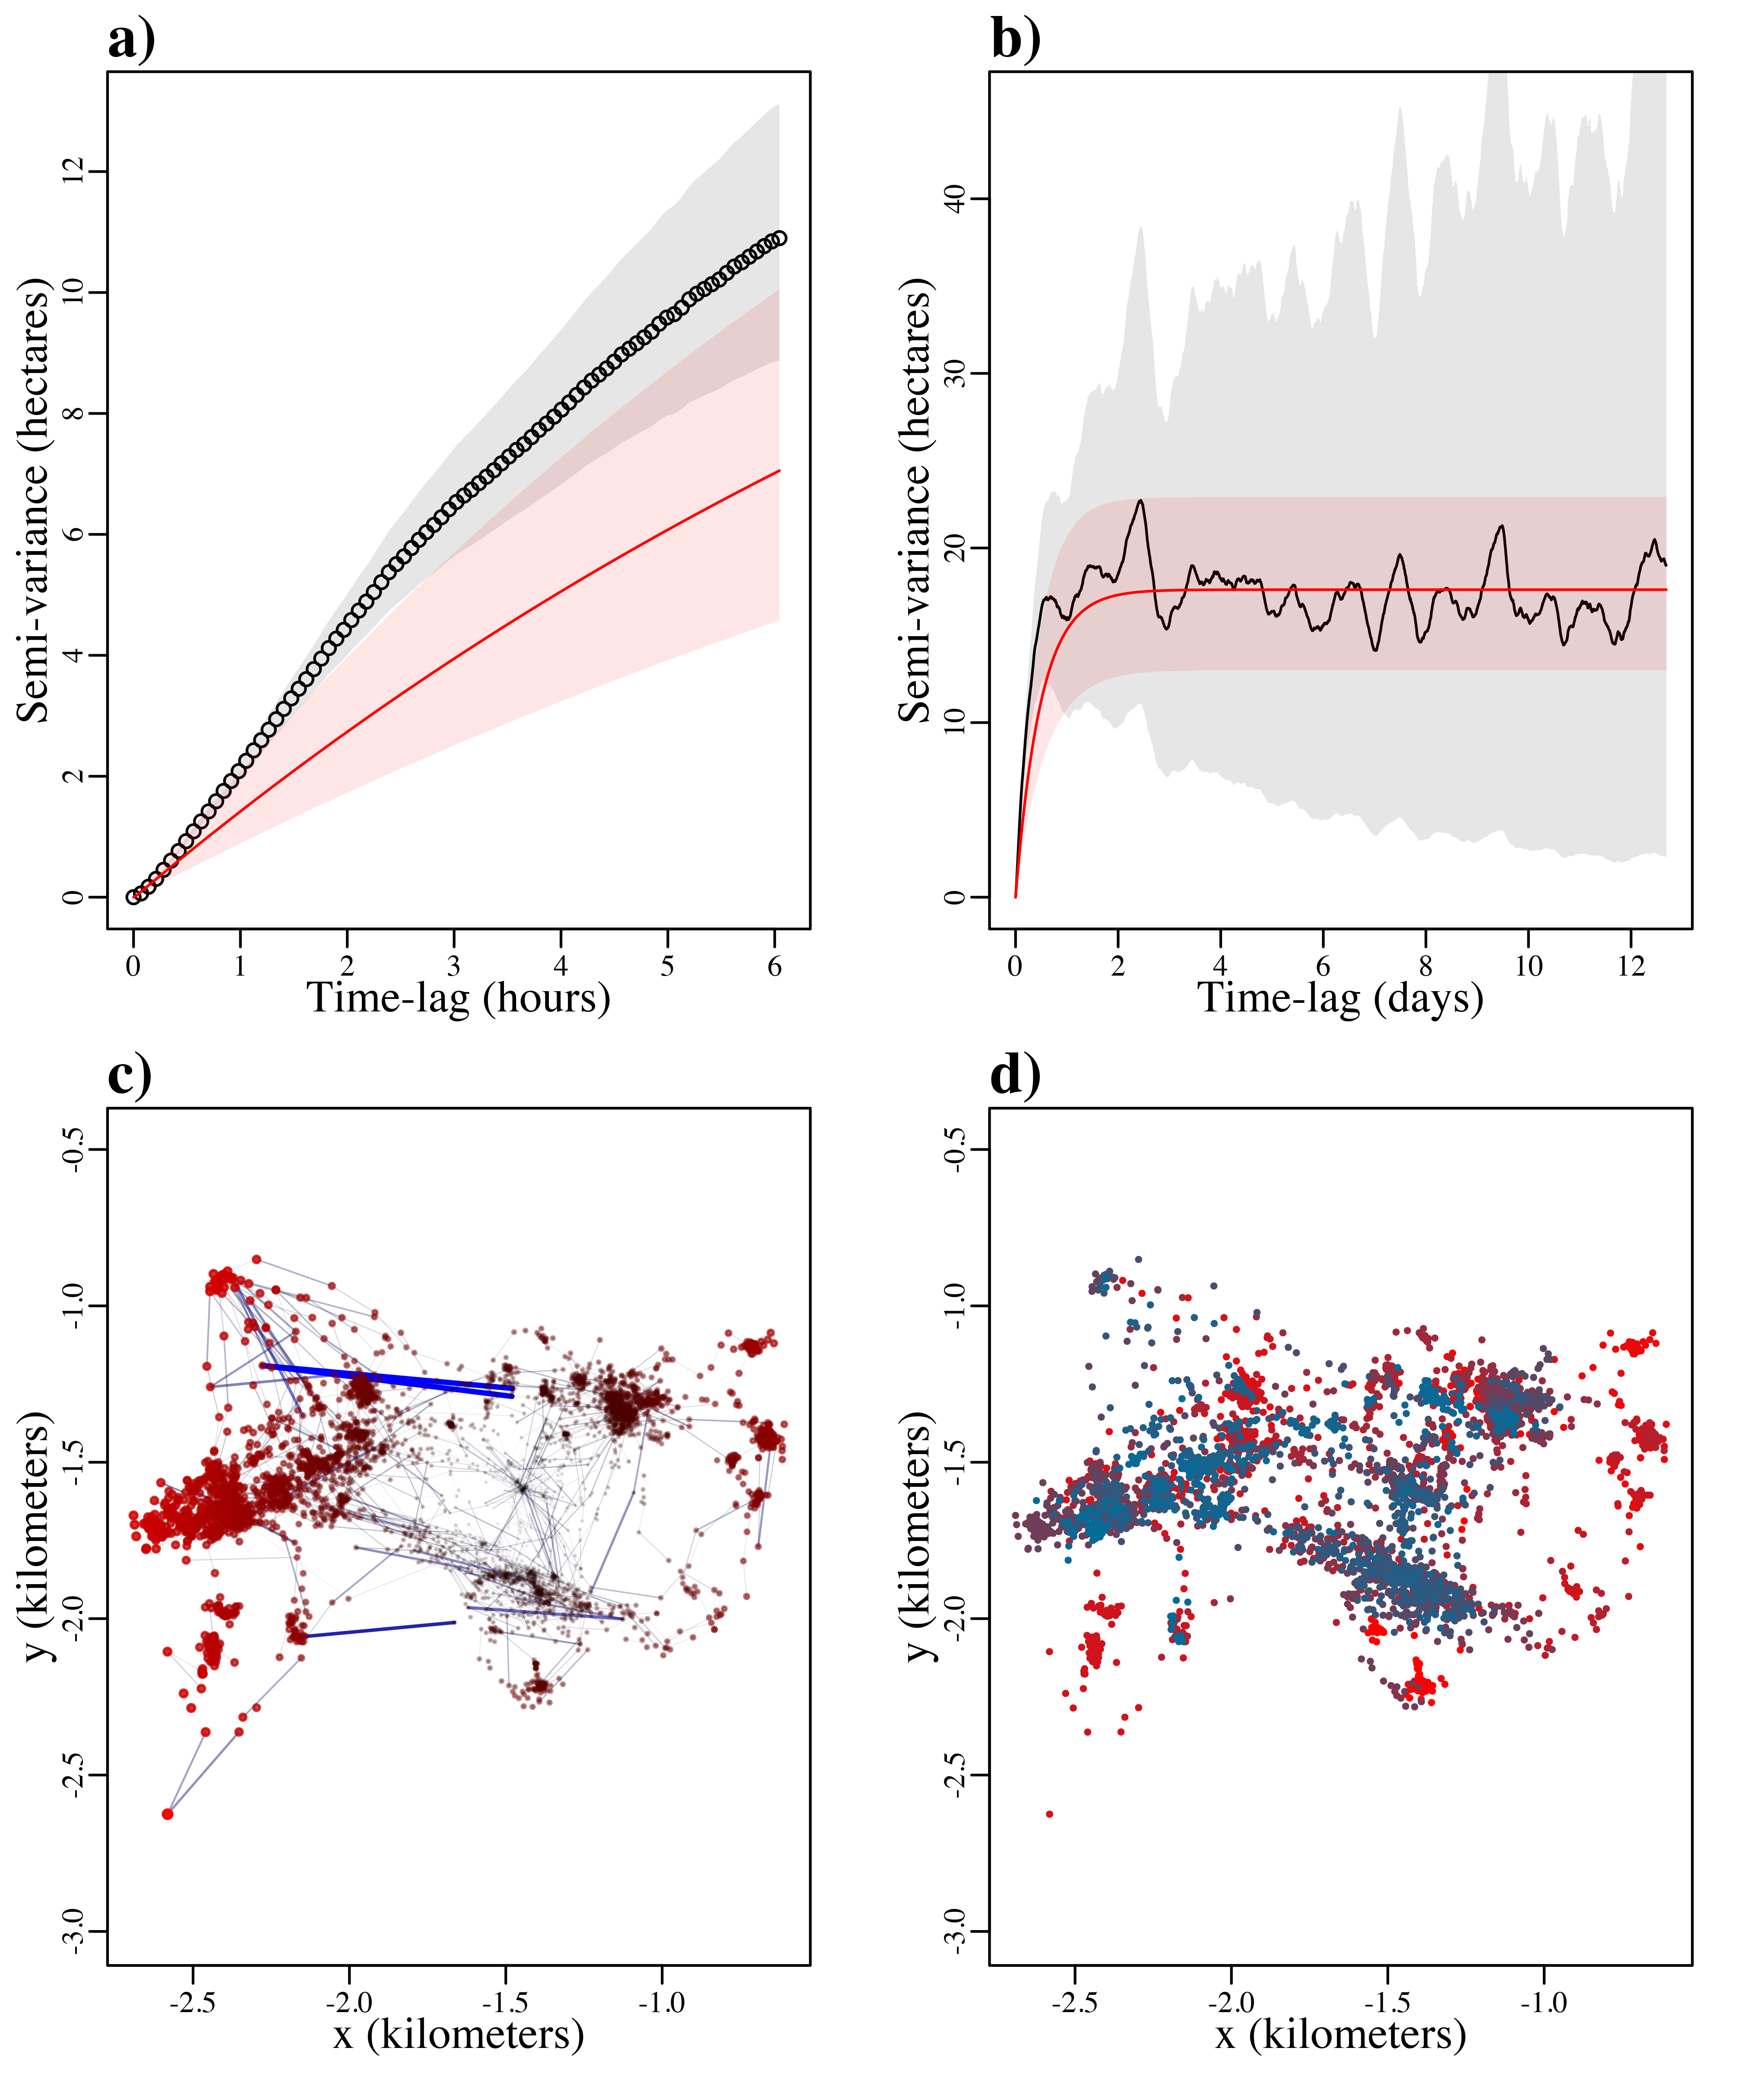 a)
Semi-variance (hectares)
12
10
8
6
4
2
0
0 1 2 3 4 5 6
Time-lag (hours)
b)
Semi-variance (hectares)
40
30
20
10
0
0 2 4 6 8 10 12
Time-lag (days)
c)
y (kilometers)
-0.5
-1.0
-1.5
-2.0
-2.5
-3.0
-2.5 -2.0 -1.5 -1.0
x (kilometers)
d)
y (kilometers)
-0.5
-1.0
-1.5
-2.0
-2.5
-3.0
-2.5 -2.0 -1.5 -1.0
x (kilometers)